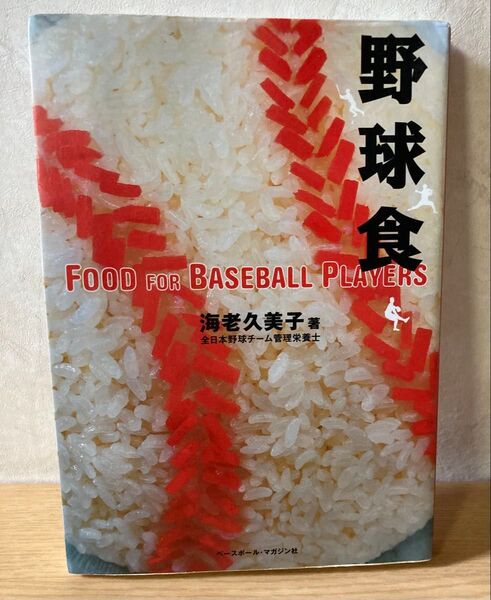 野球食
FOOD FOR BASEBALL PLAYERS
海老久美子 著
全日本野球チーム管理栄養士
ベースボール・マガジン社